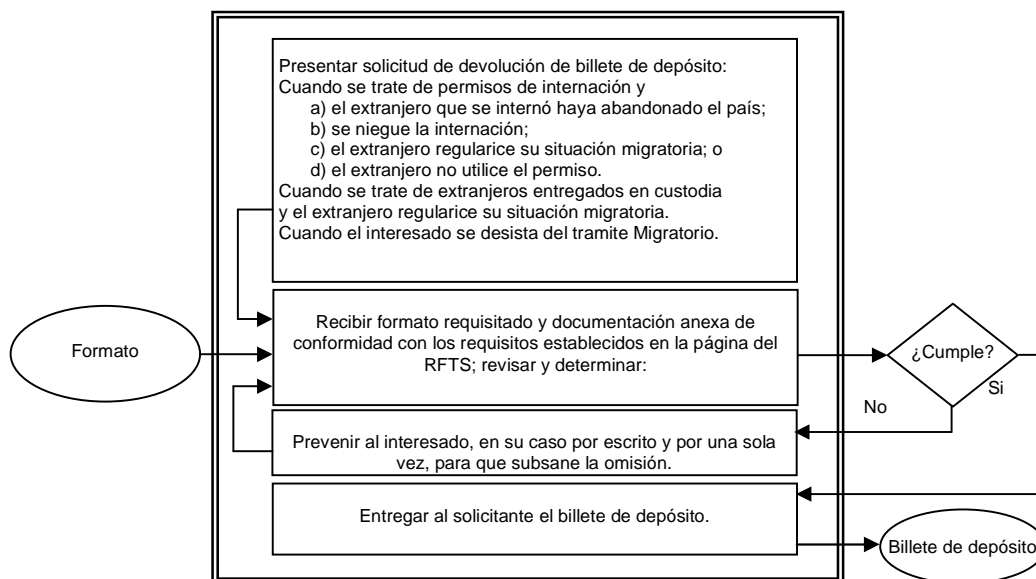 Presentar solicitud de devolución de billete de depósito:
Cuando se trate de permisos de internación y
a) el extranjero que se internó haya abandonado el país;
b) se niegue la internación;
c) el extranjero regularice su situación migratoria; o
d) el extranjero no utilice el permiso.
Cuando se trate de extranjeros entregados en custodia
y el extranjero regularice su situación migratoria.
Cuando el interesado se desista del tramite Migratorio.
Formato
Recibir formato requisitado y documentación anexa de
conformidad con los requisitos establecidos en la página del
RFTS; revisar y determinar:
¿Cumple?
Si
No
Prevenir al interesado, en su caso por escrito y por una sola
vez, para que subsane la omisión.
Entregar al solicitante el billete de depósito.
Billete de depósito